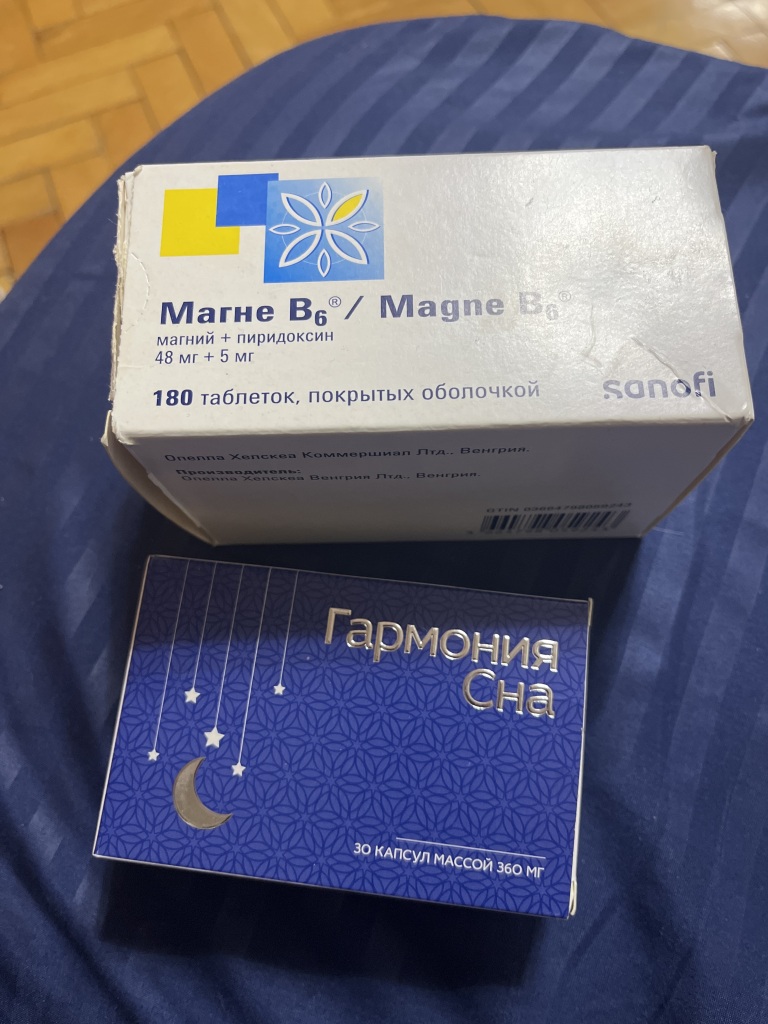 Магне B6® / Magne B6®
магний + пиридоксин
48 мг + 5 мг
180 таблеток, покрытых оболочкой
sanofi
Опелла Хелскеа Коммершиал Лтд., Венгрия.
Производитель:
Опелла Хелскеа Венгрия Лтд., Венгрия.
GTIN
Гармония
Сна
30 КАПСУЛ МАССОЙ 360 МГ